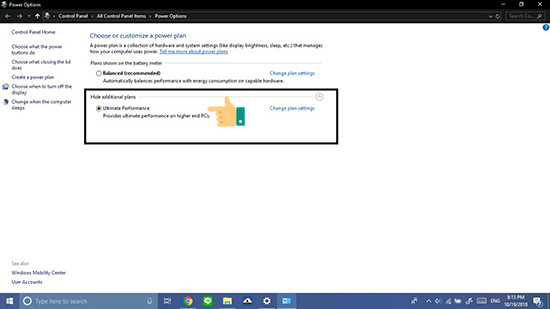 Power Options
Control Panel > All Control Panel Items > Power Options
Search Co...
Control Panel Home
Choose what the power
buttons do
Choose what closing the lid
does
Create a power plan
Choose when to turn off the
display
Change when the computer
sleeps
Choose or customize a power plan
A power plan is a collection of hardware and system settings (like display brightness, sleep, etc.) that manages
how your computer uses power. Tell me more about power plans
Plans shown on the battery meter
Balanced (recommended)
Change plan settings
Automatically balances performance with energy consumption on capable hardware.
Hide additional plans
Ultimate Performance
Change plan settings
Provides ultimate performance on higher end PCs.
See also
Windows Mobility Center
User Accounts
Type here to search
ENG
8:13 PM
10/19/2018